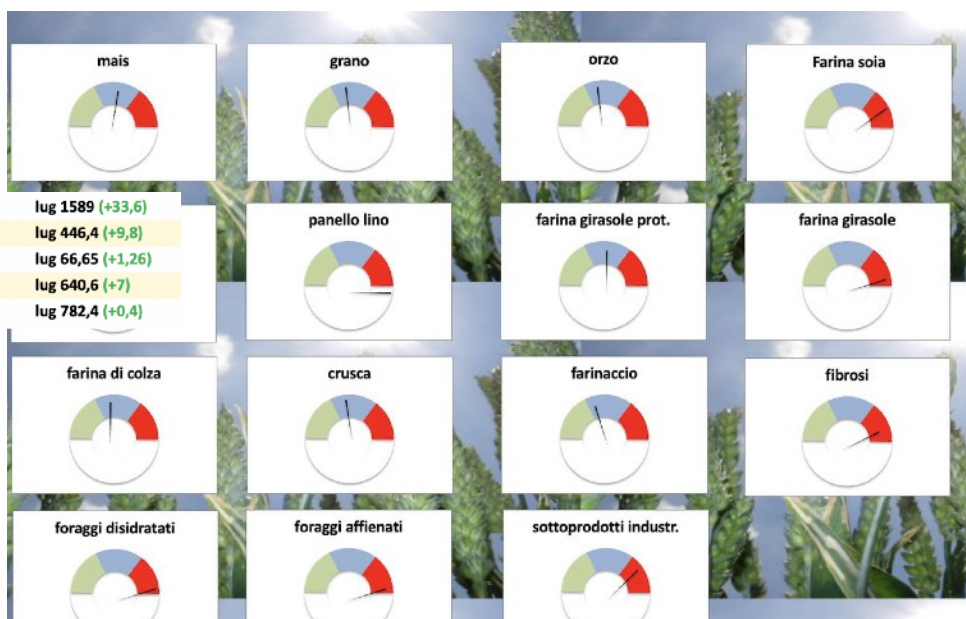 mais
grano
orzo
Farina soia
lug 1589 (+33,6)
lug 446,4 (+9,8)
lug 66,65 (+1,26)
lug 640,6 (+7)
lug 782,4 (+0,4)
panello lino
farina girasole prot.
farina girasole
farina di colza
crusca
farinaccio
fibrosi
foraggi disidratati
foraggi affienati
sottoprodotti industr.